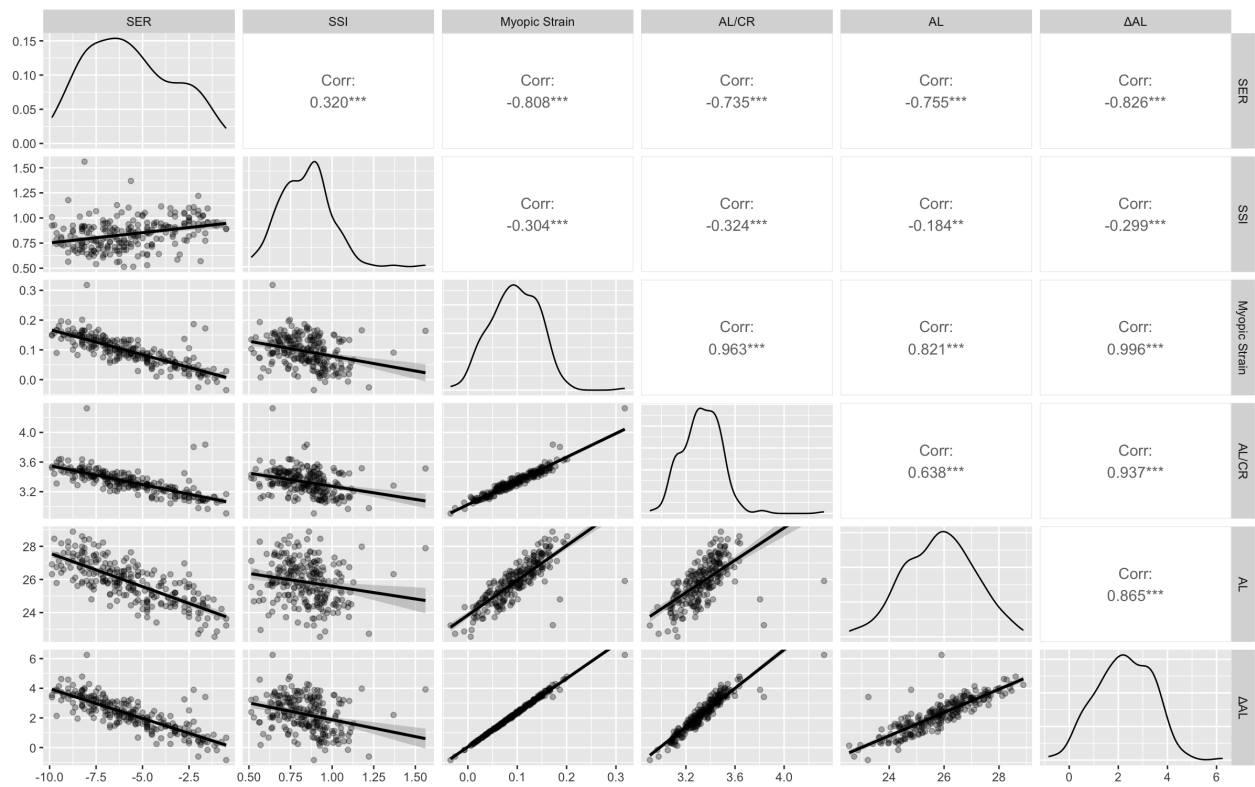 SER SSI Myopic Strain AL/CR AL ΔAL
0.15
0.10
0.05
0.00
Corr:
0.320***
Corr:
-0.808***
Corr:
-0.735***
Corr:
-0.755***
Corr:
-0.826***
SER
1.50
1.25
1.00
0.75
0.50
Corr:
-0.304***
Corr:
-0.324***
Corr:
-0.184**
Corr:
-0.299***
SSI
0.3
0.2
0.1
0.0
Corr:
0.963***
Corr:
0.821***
Corr:
0.996***
Myopic Strain
4.0
3.6
3.2
Corr:
0.638***
Corr:
0.937***
AL/CR
28
26
24
Corr:
0.865***
AL
6
4
2
0
ΔAL
-10.0 -7.5 -5.0 -2.5 0.50 0.75 1.00 1.25 1.50 0.0 0.1 0.2 0.3 3.2 3.6 4.0 24 26 28 0 2 4 6